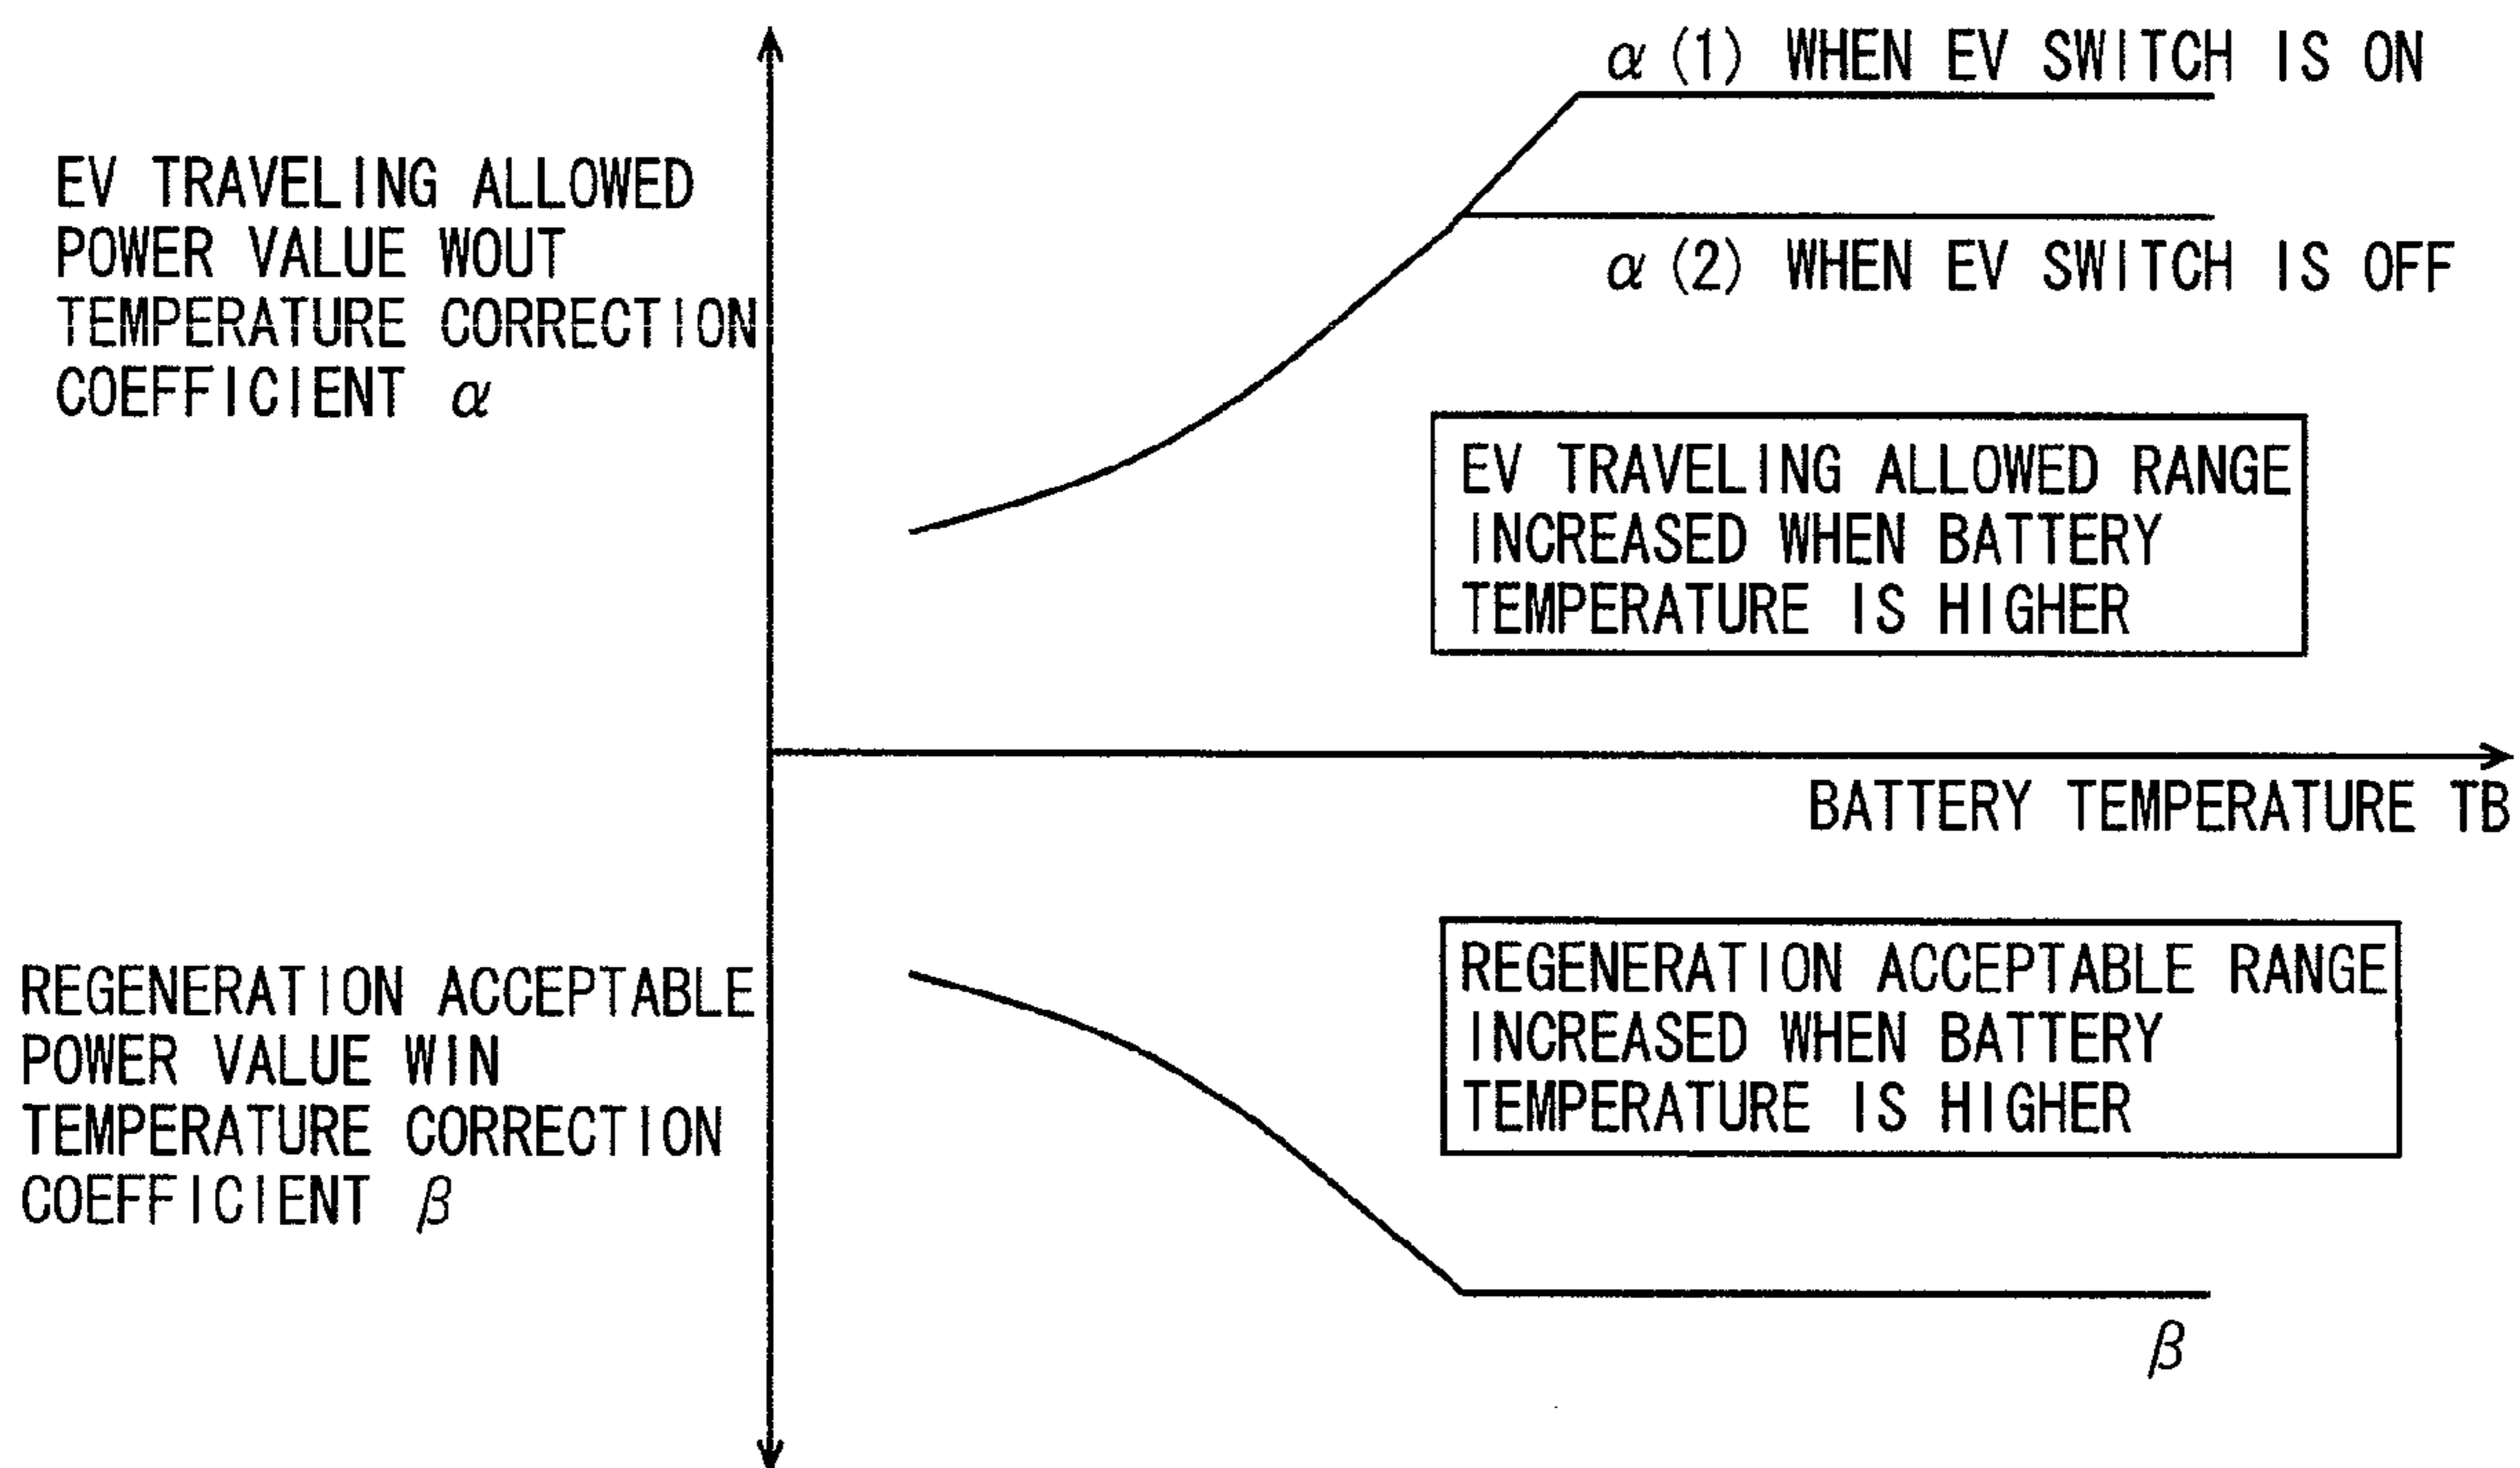 α (1) WHEN EV SWITCH IS ON
EV TRAVELING ALLOWED
POWER VALUE WOUT
TEMPERATURE CORRECTION
COEFFICIENT α
α (2) WHEN EV SWITCH IS OFF
EV TRAVELING ALLOWED RANGE
INCREASED WHEN BATTERY
TEMPERATURE IS HIGHER
BATTERY TEMPERATURE TB
REGENERATION ACCEPTABLE
POWER VALUE WIN
TEMPERATURE CORRECTION
COEFFICIENT β
REGENERATION ACCEPTABLE RANGE
INCREASED WHEN BATTERY
TEMPERATURE IS HIGHER
β